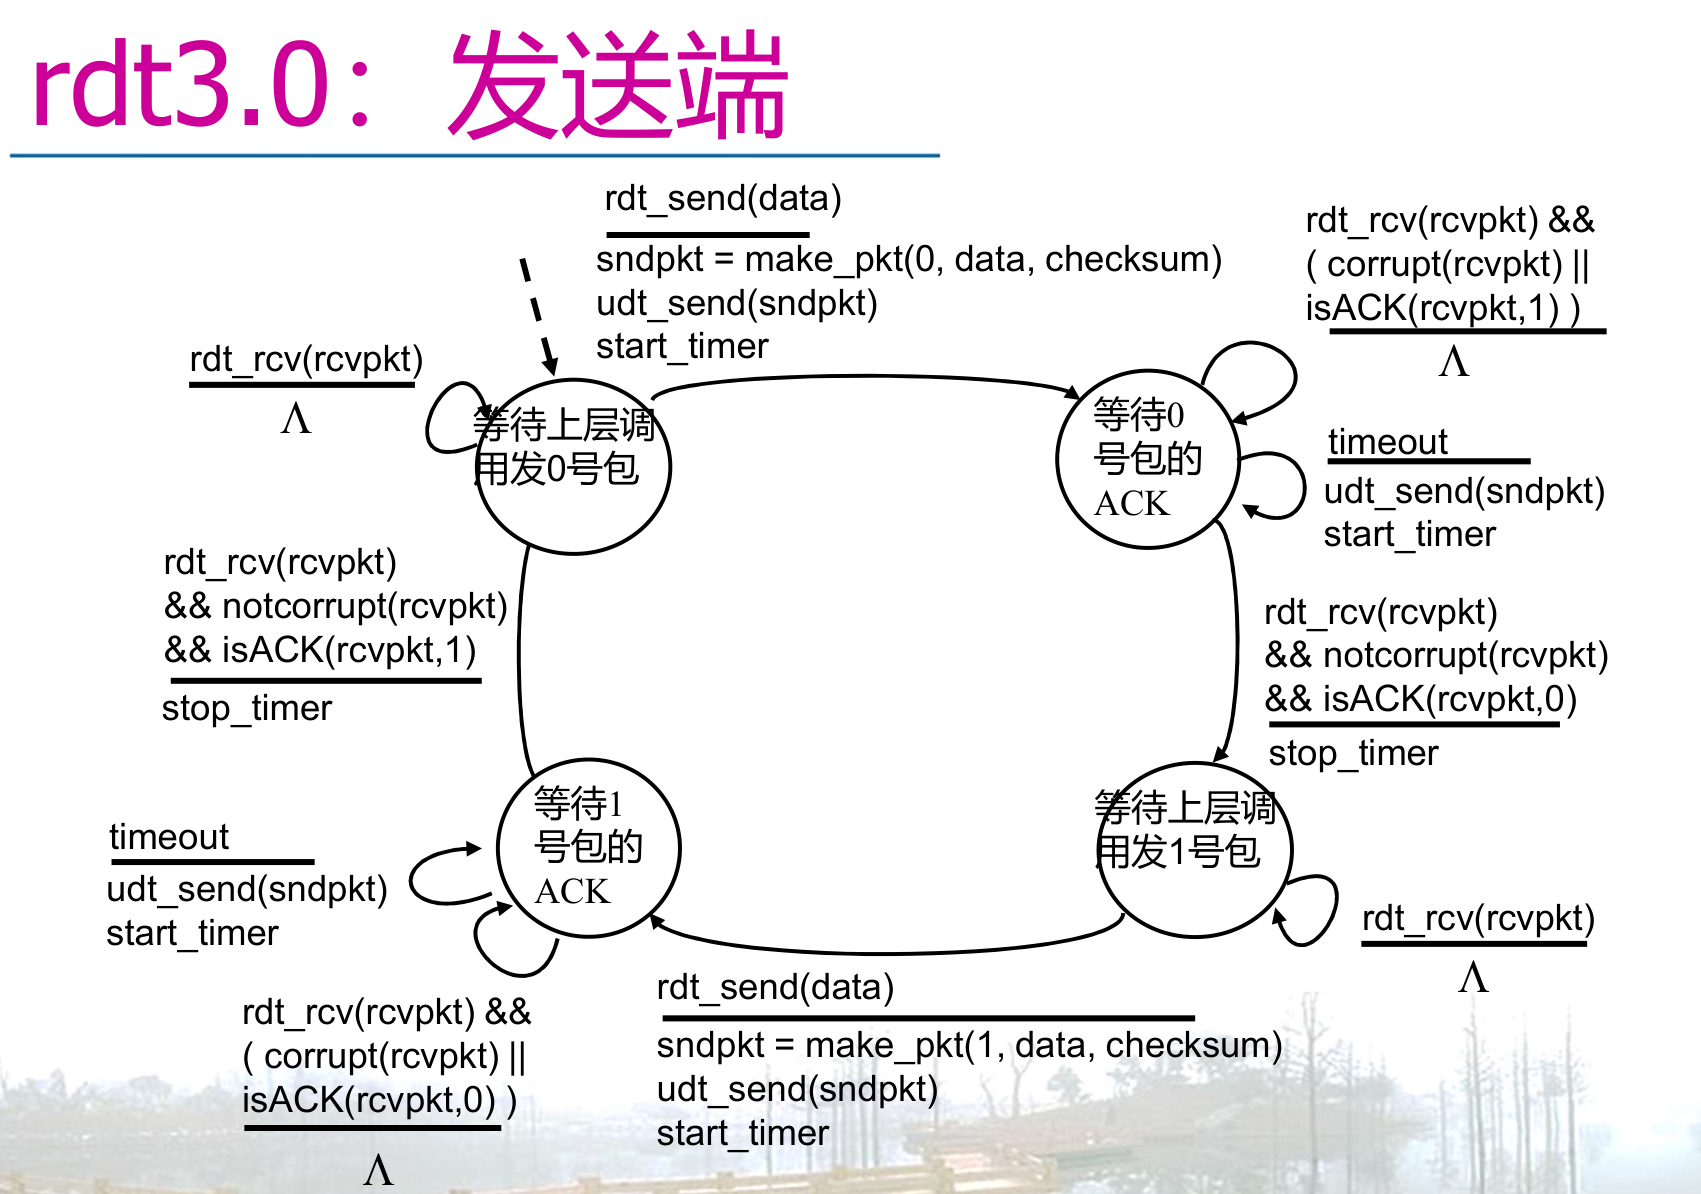 rdt3.0：发送端
rdt_send(data)
sndpkt = make_pkt(0, data, checksum)
udt_send(sndpkt)
start_timer
rdt_rcv(rcvpkt) &&
( corrupt(rcvpkt) ||
isACK(rcvpkt,1) )
Λ
rdt_rcv(rcvpkt)
Λ
等待上层调
用发0号包
等待0
号包的
ACK
timeout
udt_send(sndpkt)
start_timer
rdt_rcv(rcvpkt)
&& notcorrupt(rcvpkt)
&& isACK(rcvpkt,1)
stop_timer
rdt_rcv(rcvpkt)
&& notcorrupt(rcvpkt)
&& isACK(rcvpkt,0)
stop_timer
等待1
号包的
ACK
等待上层调
用发1号包
timeout
udt_send(sndpkt)
start_timer
rdt_rcv(rcvpkt)
Λ
rdt_rcv(rcvpkt) &&
( corrupt(rcvpkt) ||
isACK(rcvpkt,0) )
Λ
rdt_send(data)
sndpkt = make_pkt(1, data, checksum)
udt_send(sndpkt)
start_timer